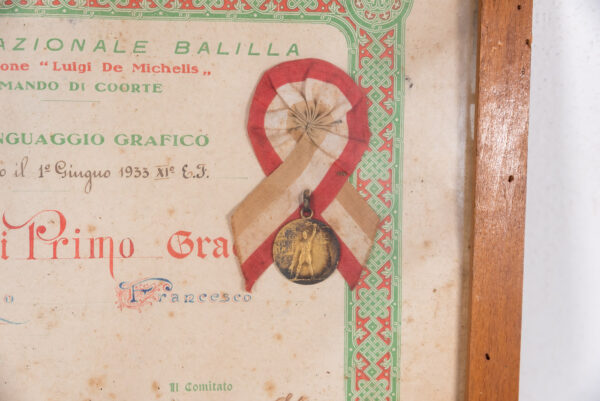 AZIONALE BALILLA
one "Luigi De Michelis„
MANDO DI COORTE
NGUAGGIO GRAFICO
o il 1º Giugno 1933 XIº E.F.
i Primo Gra
o Francesco
Il Comitato